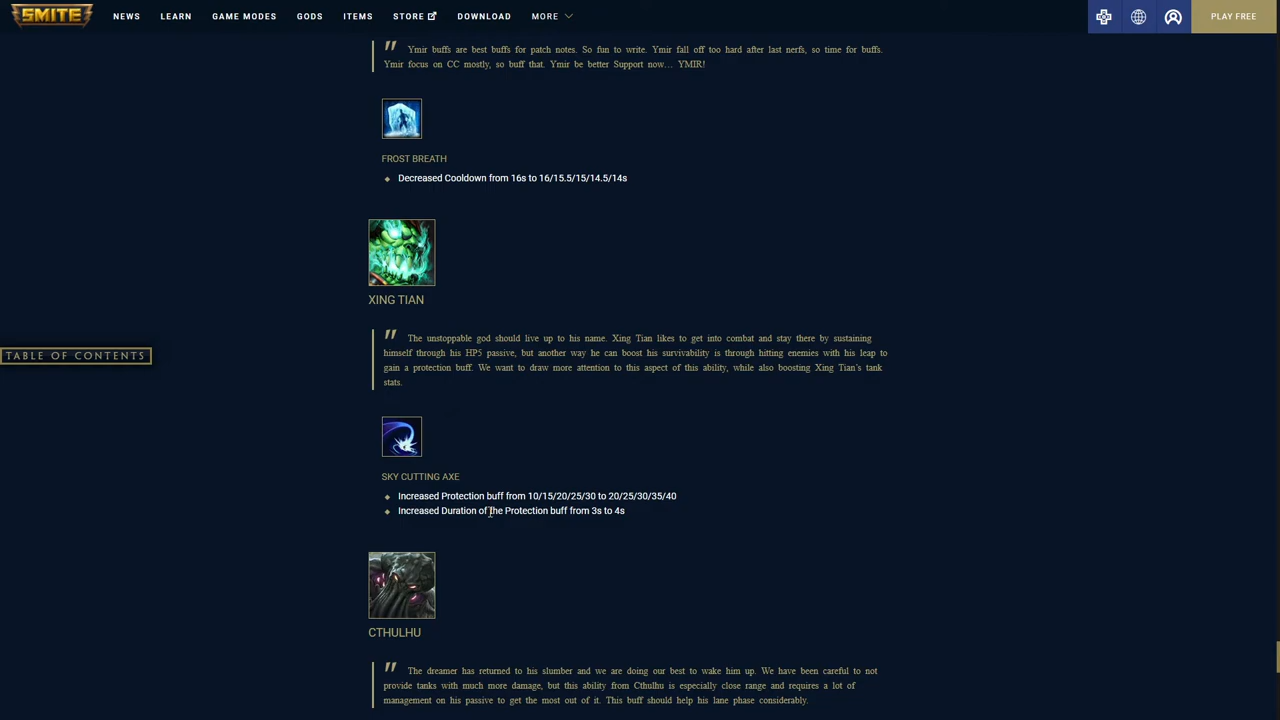 SMITE NEWS LEARN GAME MODES GODS ITEMS STORE DOWNLOAD MORE PLAY FREE
" Ymir buffs are best buffs for patch notes. So fun to write. Ymir fall off too hard after last nerfs, so time for buffs.
Ymir focus on CC mostly, so buff that. Ymir be better Support now… YMIR!
FROST BREATH
Decreased Cooldown from 16s to 16/15.5/15/14.5/14s
XING TIAN
" The unstoppable god should live up to his name. Xing Tian likes to get into combat and stay there by sustaining
himself through his HP5 passive, but another way he can boost his survivability is through hitting enemies with his leap to
gain a protection buff. We want to draw more attention to this aspect of this ability, while also boosting Xing Tian's tank
stats.
TABLE OF CONTENTS
SKY CUTTING AXE
Increased Protection buff from 10/15/20/25/30 to 20/25/30/35/40
Increased Duration of the Protection buff from 3s to 4s
CTHULHU
" The dreamer has returned to his slumber and we are doing our best to wake him up. We have been careful to not
provide tanks with much more damage, but this ability from Cthulhu is especially close range and requires a lot of
management on his passive to get the most out of it. This buff should help his lane phase considerably.